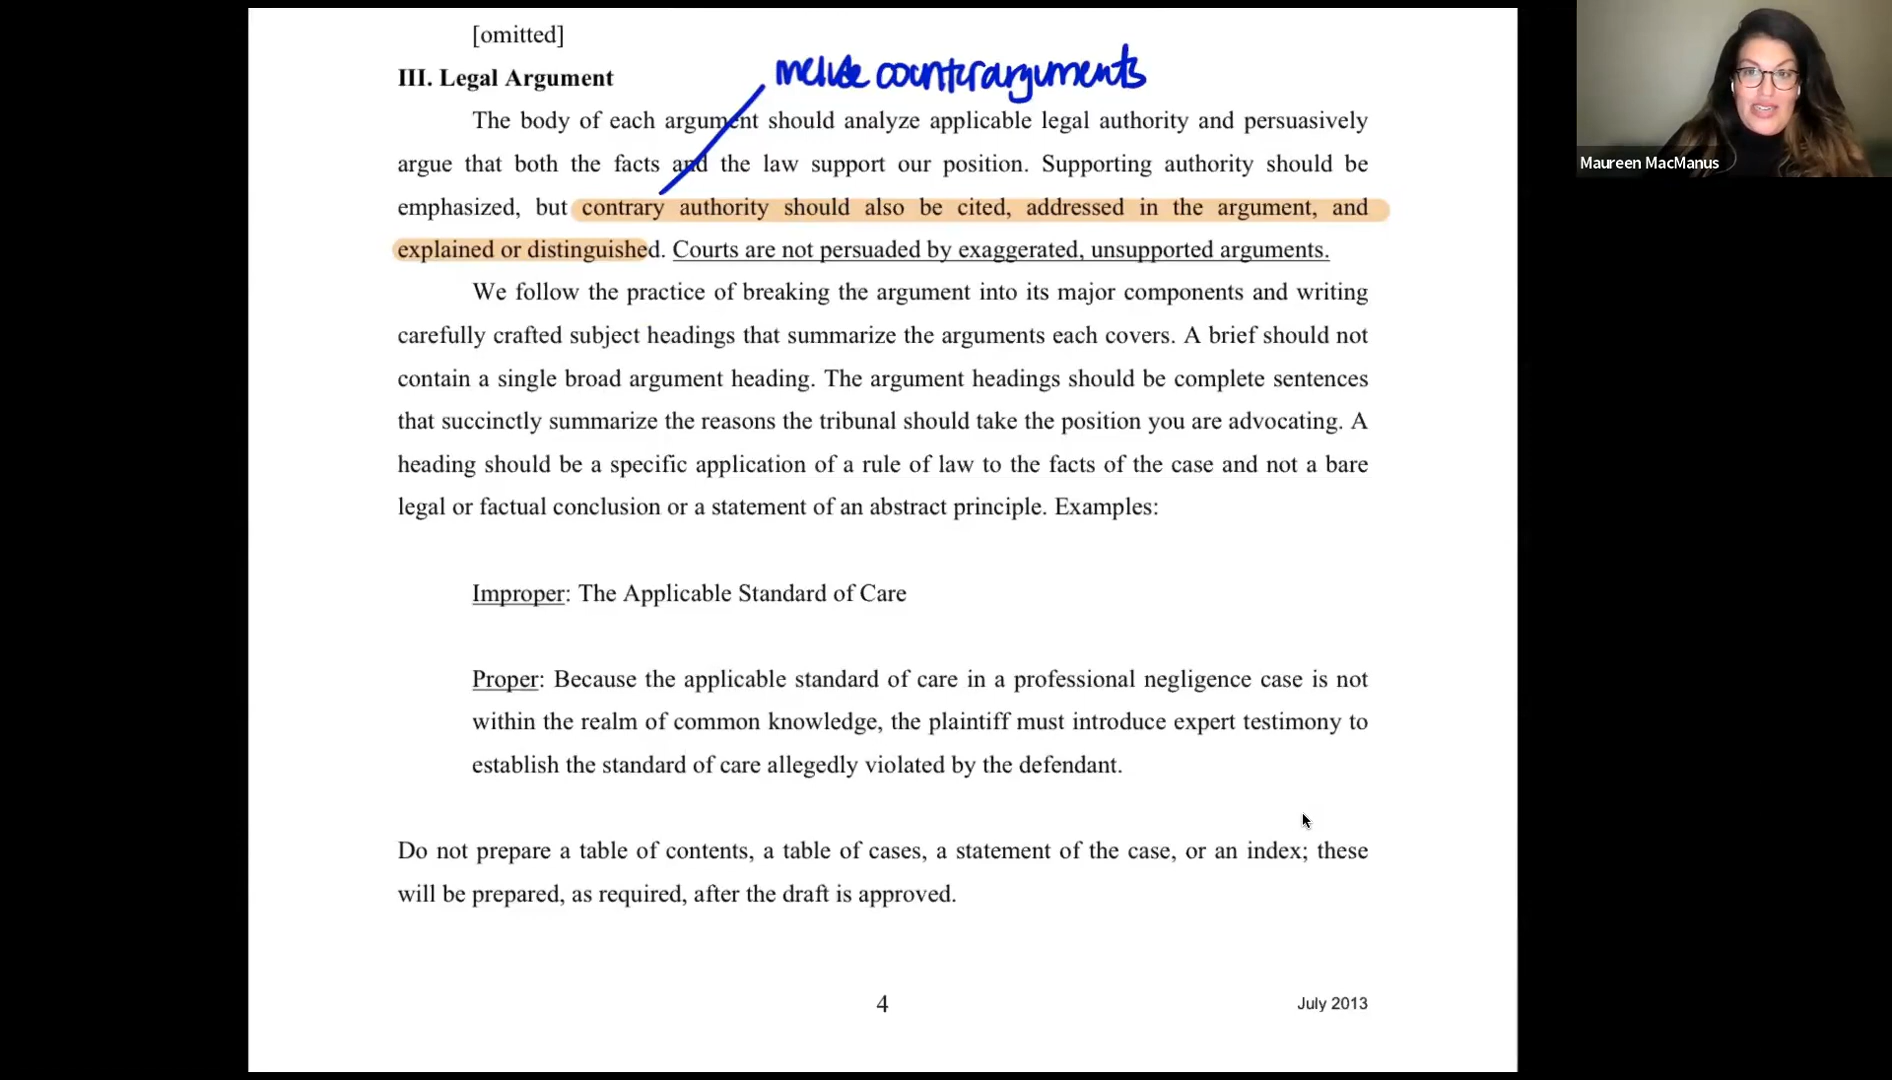 [omitted]
include counterarguments
III. Legal Argument
The body of each argument should analyze applicable legal authority and persuasively
argue that both the facts and the law support our position. Supporting authority should be
emphasized, but contrary authority should also be cited, addressed in the argument, and
explained or distinguished. Courts are not persuaded by exaggerated, unsupported arguments.
We follow the practice of breaking the argument into its major components and writing
carefully crafted subject headings that summarize the arguments each covers. A brief should not
contain a single broad argument heading. The argument headings should be complete sentences
that succinctly summarize the reasons the tribunal should take the position you are advocating. A
heading should be a specific application of a rule of law to the facts of the case and not a bare
legal or factual conclusion or a statement of an abstract principle. Examples:
Improper: The Applicable Standard of Care
Proper: Because the applicable standard of care in a professional negligence case is not
within the realm of common knowledge, the plaintiff must introduce expert testimony to
establish the standard of care allegedly violated by the defendant.
Do not prepare a table of contents, a table of cases, a statement of the case, or an index; these
will be prepared, as required, after the draft is approved.
4
July 2013
Maureen MacManus